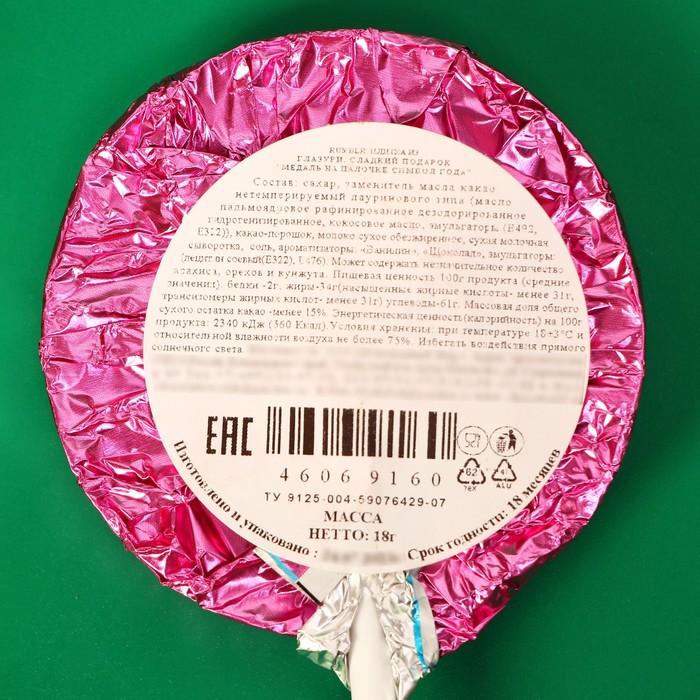 ГЛАЗУРИ. СЛАДКИЙ ПОДАРОК
"МЕДАЛЬ НА ПАЛОЧКЕ СИМВОЛ ГОДА"
Состав: сахар, заменитель масла какао
нетемперируемый лауринового типа (масло
пальмоядровое рафинированное дезодорированное
гидрогенизированное, кокосовое масло, эмульгаторы: (Е492,
Е322)), какао-порошок, молоко сухое обезжиренное, сухая молочная
сыворотка, соль, ароматизаторы: «Ванилин», «Шоколад», эмульгаторы:
(лецитин соевый(Е322), Е476). Может содержать незначительное количество
арахиса, орехов и кунжута. Пищевая ценность 100г продукта (средние
значения): белки -2г, жиры-34г(насыщенные жирные кислоты- менее 31г,
трансизомеры жирных кислот- менее 31г) углеводы-61г. Массовая доля общего
сухого остатка какао -менее 15%. Энергетическая ценность(калорийность) на 100г
продукта: 2340 кДж (560 Ккал). Условия хранения: при температуре 18±3°С и
относительной влажности воздуха не более 75%. Избегать воздействия прямого
солнечного света.
ЕАС
4606 9160
62
ТЕХ
41
ALU
ТУ 9125-004-59076429-07
МАССА
НЕТТО: 18г
Изготовлено и упаковано :
Срок годности: 18 месяцев